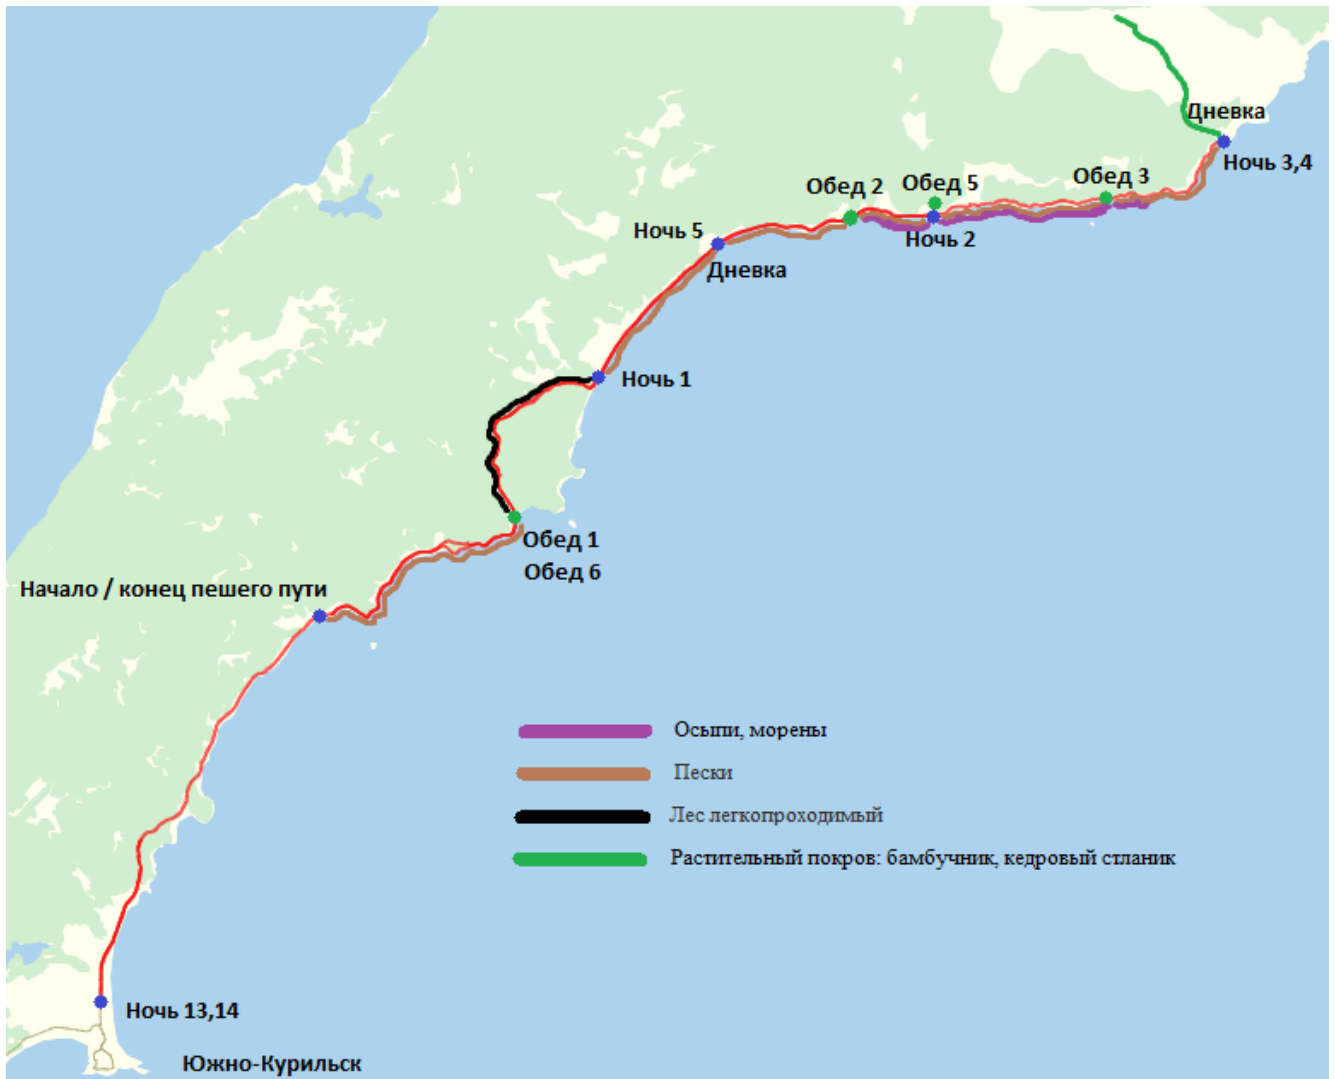 Дневка
Ночь 3,4
Обед 3
Обед 5
Обед 2
Ночь 5
Ночь 2
Дневка
Ночь 1
Обед 1
Обед 6
Начало / конец пешего пути
Осыпи, морены
Пески
Лес легкопроходимый
Растительный покров: бамбучник, кедровый стланик
Ночь 13,14
Южно-Курильск